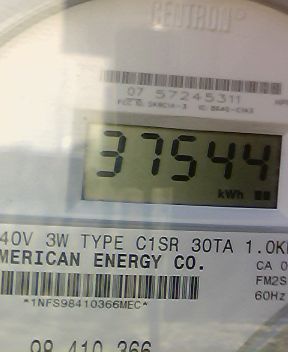 CENTRON®
07 57245311
37544
kWh
40V 3W TYPE C1SR 30TA 1.0K
MERICAN ENERGY CO.
CA 0
FM2S
*1NFS98410366MEC*
60Hz
98 410 366